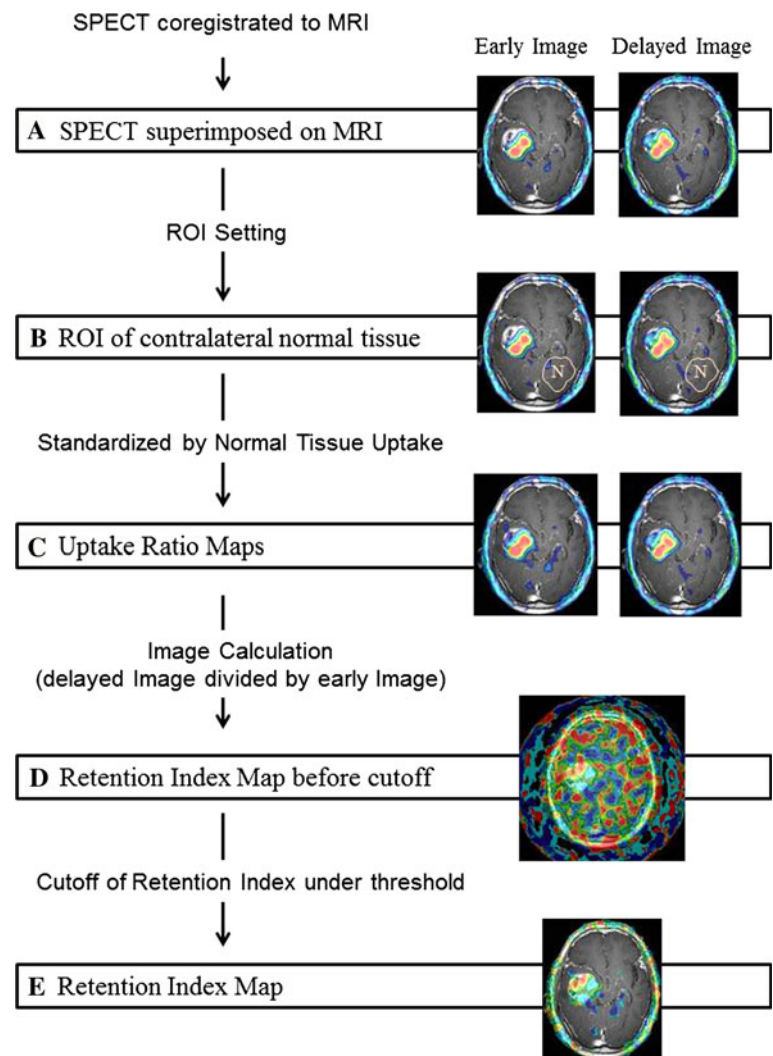 SPECT coregistrated to MRI
Early Image
Delayed Image
A SPECT superimposed on MRI
ROI Setting
B ROI of contralateral normal tissue
N
N
Standardized by Normal Tissue Uptake
C Uptake Ratio Maps
Image Calculation
(delayed Image divided by early Image)
D Retention Index Map before cutoff
Cutoff of Retention Index under threshold
E Retention Index Map